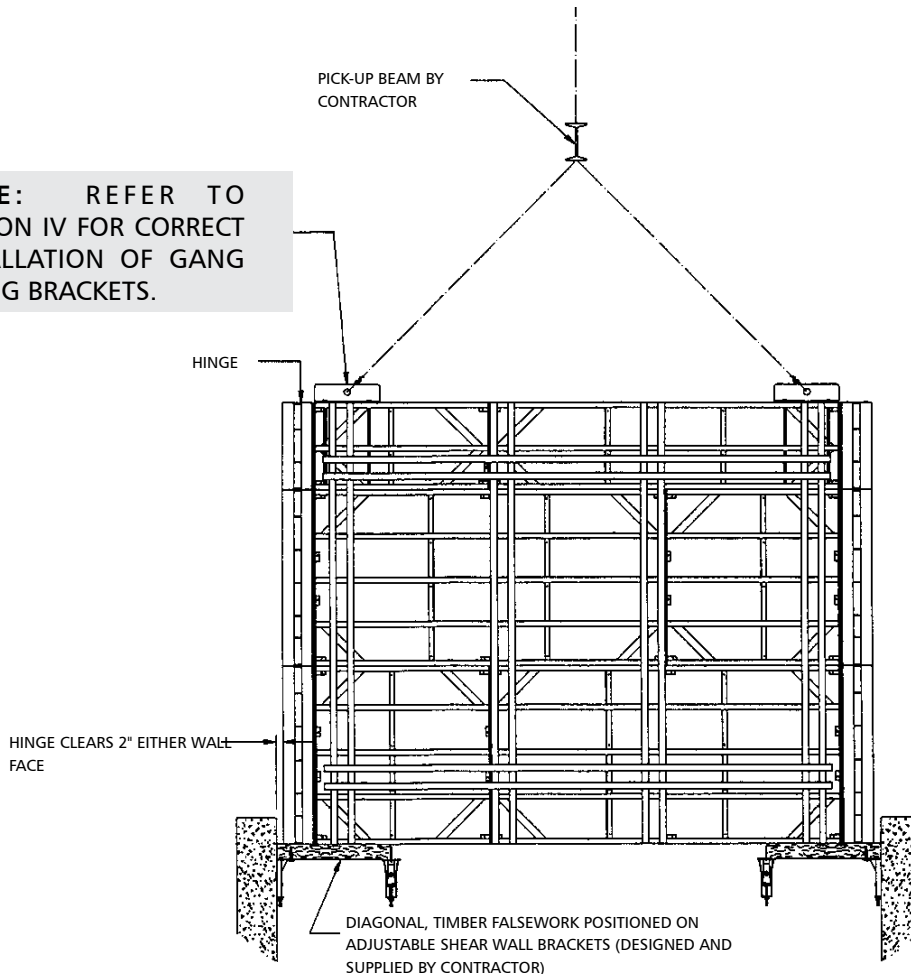 PICK-UP BEAM BY
CONTRACTOR
E: REFER TO
ON IV FOR CORRECT
ALLATION OF GANG
G BRACKETS.
HINGE
HINGE CLEARS 2" EITHER WALL
FACE
DIAGONAL, TIMBER FALSEWORK POSITIONED ON
ADJUSTABLE SHEAR WALL BRACKETS (DESIGNED AND
SUPPLIED BY CONTRACTOR)